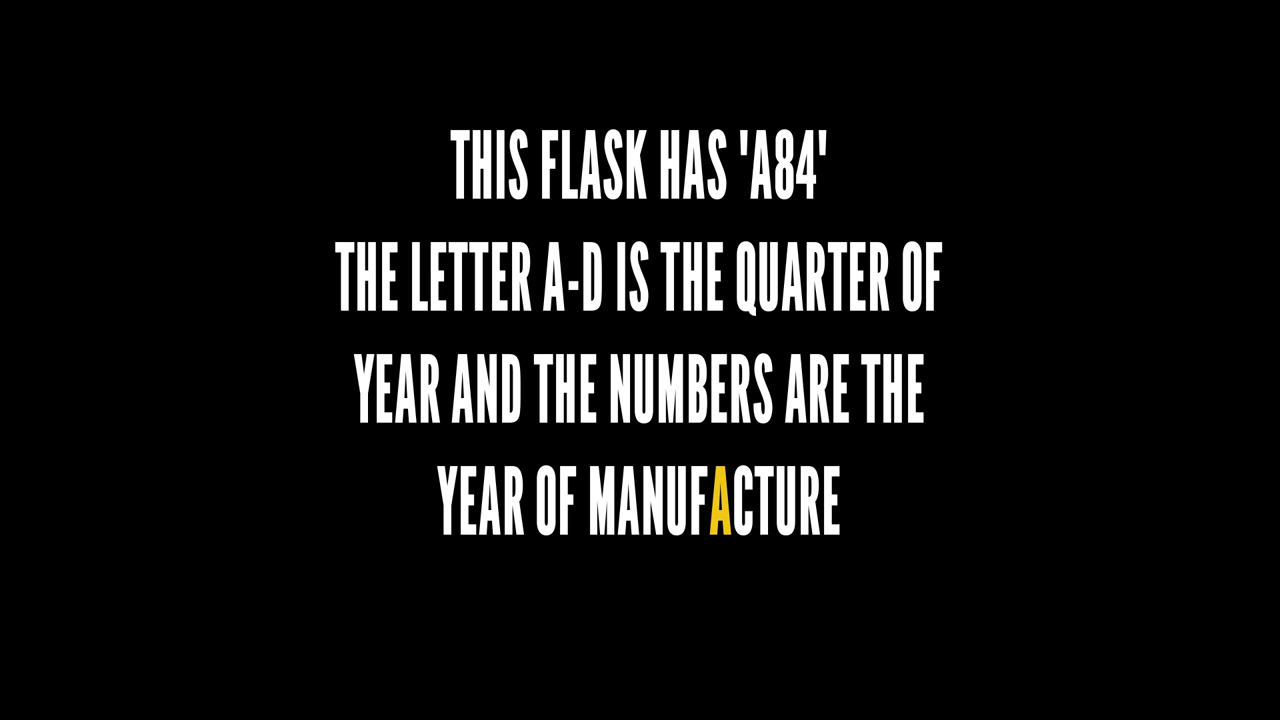 THIS FLASK HAS 'A84'
THE LETTER A-D IS THE QUARTER OF
YEAR AND THE NUMBERS ARE THE
YEAR OF MANUFACTURE